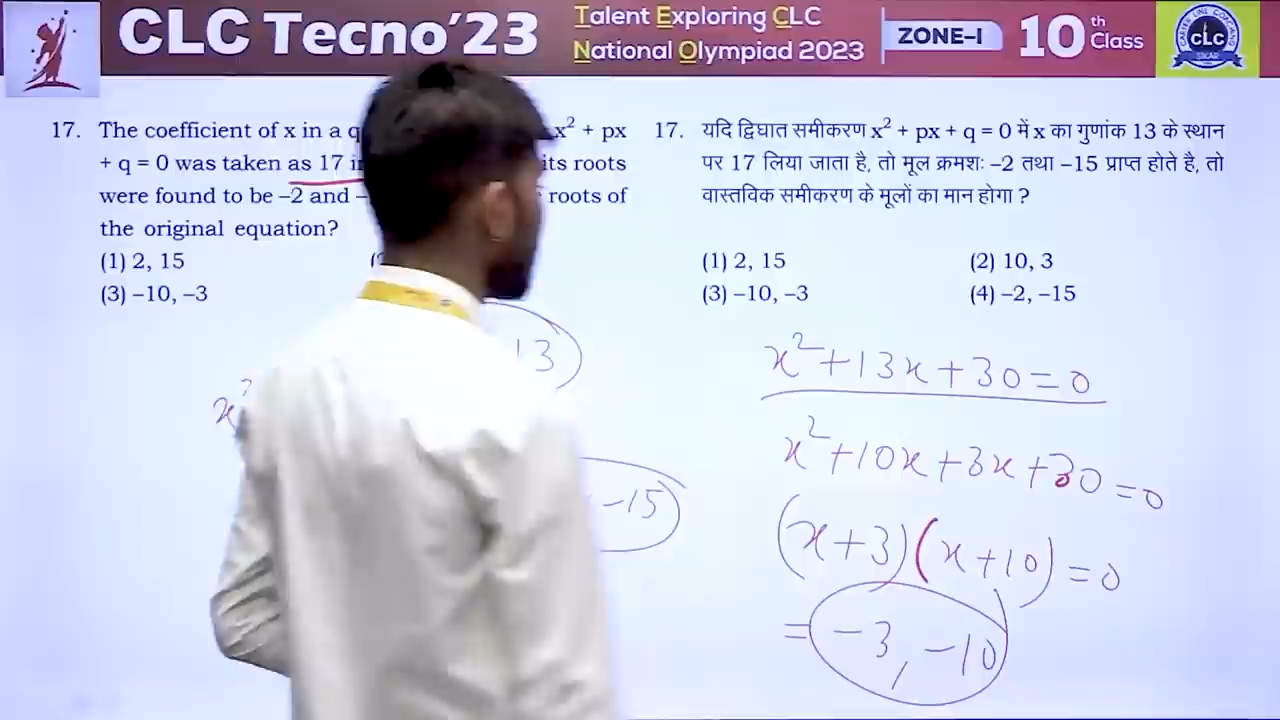 CLC Tecno'23
Talent Exploring CLC
National Olympiad 2023
ZONE-I
10th Class
CLC
17. The coefficient of x in a q
x² + px
+ q = 0 was taken as 17 i
its roots
were found to be –2 and –
roots of
the original equation?
(1) 2, 15
(3) –10, –3
17. यदि द्विघात समीकरण x² + px + q = 0 में x का गुणांक 13 के स्थान
पर 17 लिया जाता है, तो मूल क्रमशः –2 तथा –15 प्राप्त होते है, तो
वास्तविक समीकरण के मूलों का मान होगा ?
(1) 2, 15 (2) 10, 3
(3) –10, –3 (4) –2, –15
13)
x²
-15)
x²+13x+30=0
x²+10x+3x+30=0
(x+3)(x+10)=0
= -3, -10